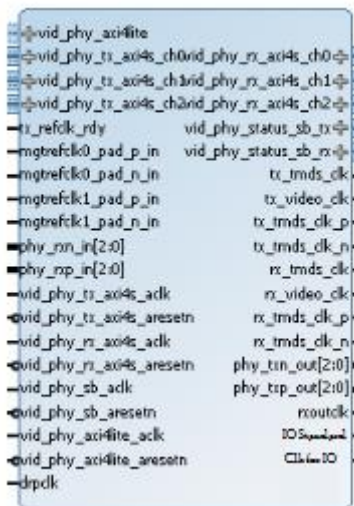 vid_phy_axi4lite
vid_phy_tx_axi4s_ch0 vid_phy_rx_axi4s_ch0
vid_phy_tx_axi4s_ch1 vid_phy_rx_axi4s_ch1
vid_phy_tx_axi4s_ch2 vid_phy_rx_axi4s_ch2
tx_refclk_rdy vid_phy_status_sb_tx
mgtrefclk0_pad_p_in vid_phy_status_sb_rx
mgtrefclk0_pad_n_in tx_tmds_clk
mgtrefclk1_pad_p_in tx_video_clk
mgtrefclk1_pad_n_in tx_tmds_clk_p
phy_rxn_in[2:0] tx_tmds_clk_n
phy_rxp_in[2:0] rx_tmds_clk
vid_phy_tx_axi4s_aclk rx_video_clk
vid_phy_tx_axi4s_aresetn rx_tmds_clk_p
vid_phy_rx_axi4s_aclk rx_tmds_clk_n
vid_phy_rx_axi4s_aresetn phy_txn_out[2:0]
vid_phy_sb_aclk phy_txp_out[2:0]
vid_phy_sb_aresetn rxoutclk
vid_phy_axi4lite_aclk
vid_phy_axi4lite_aresetn
drpclk